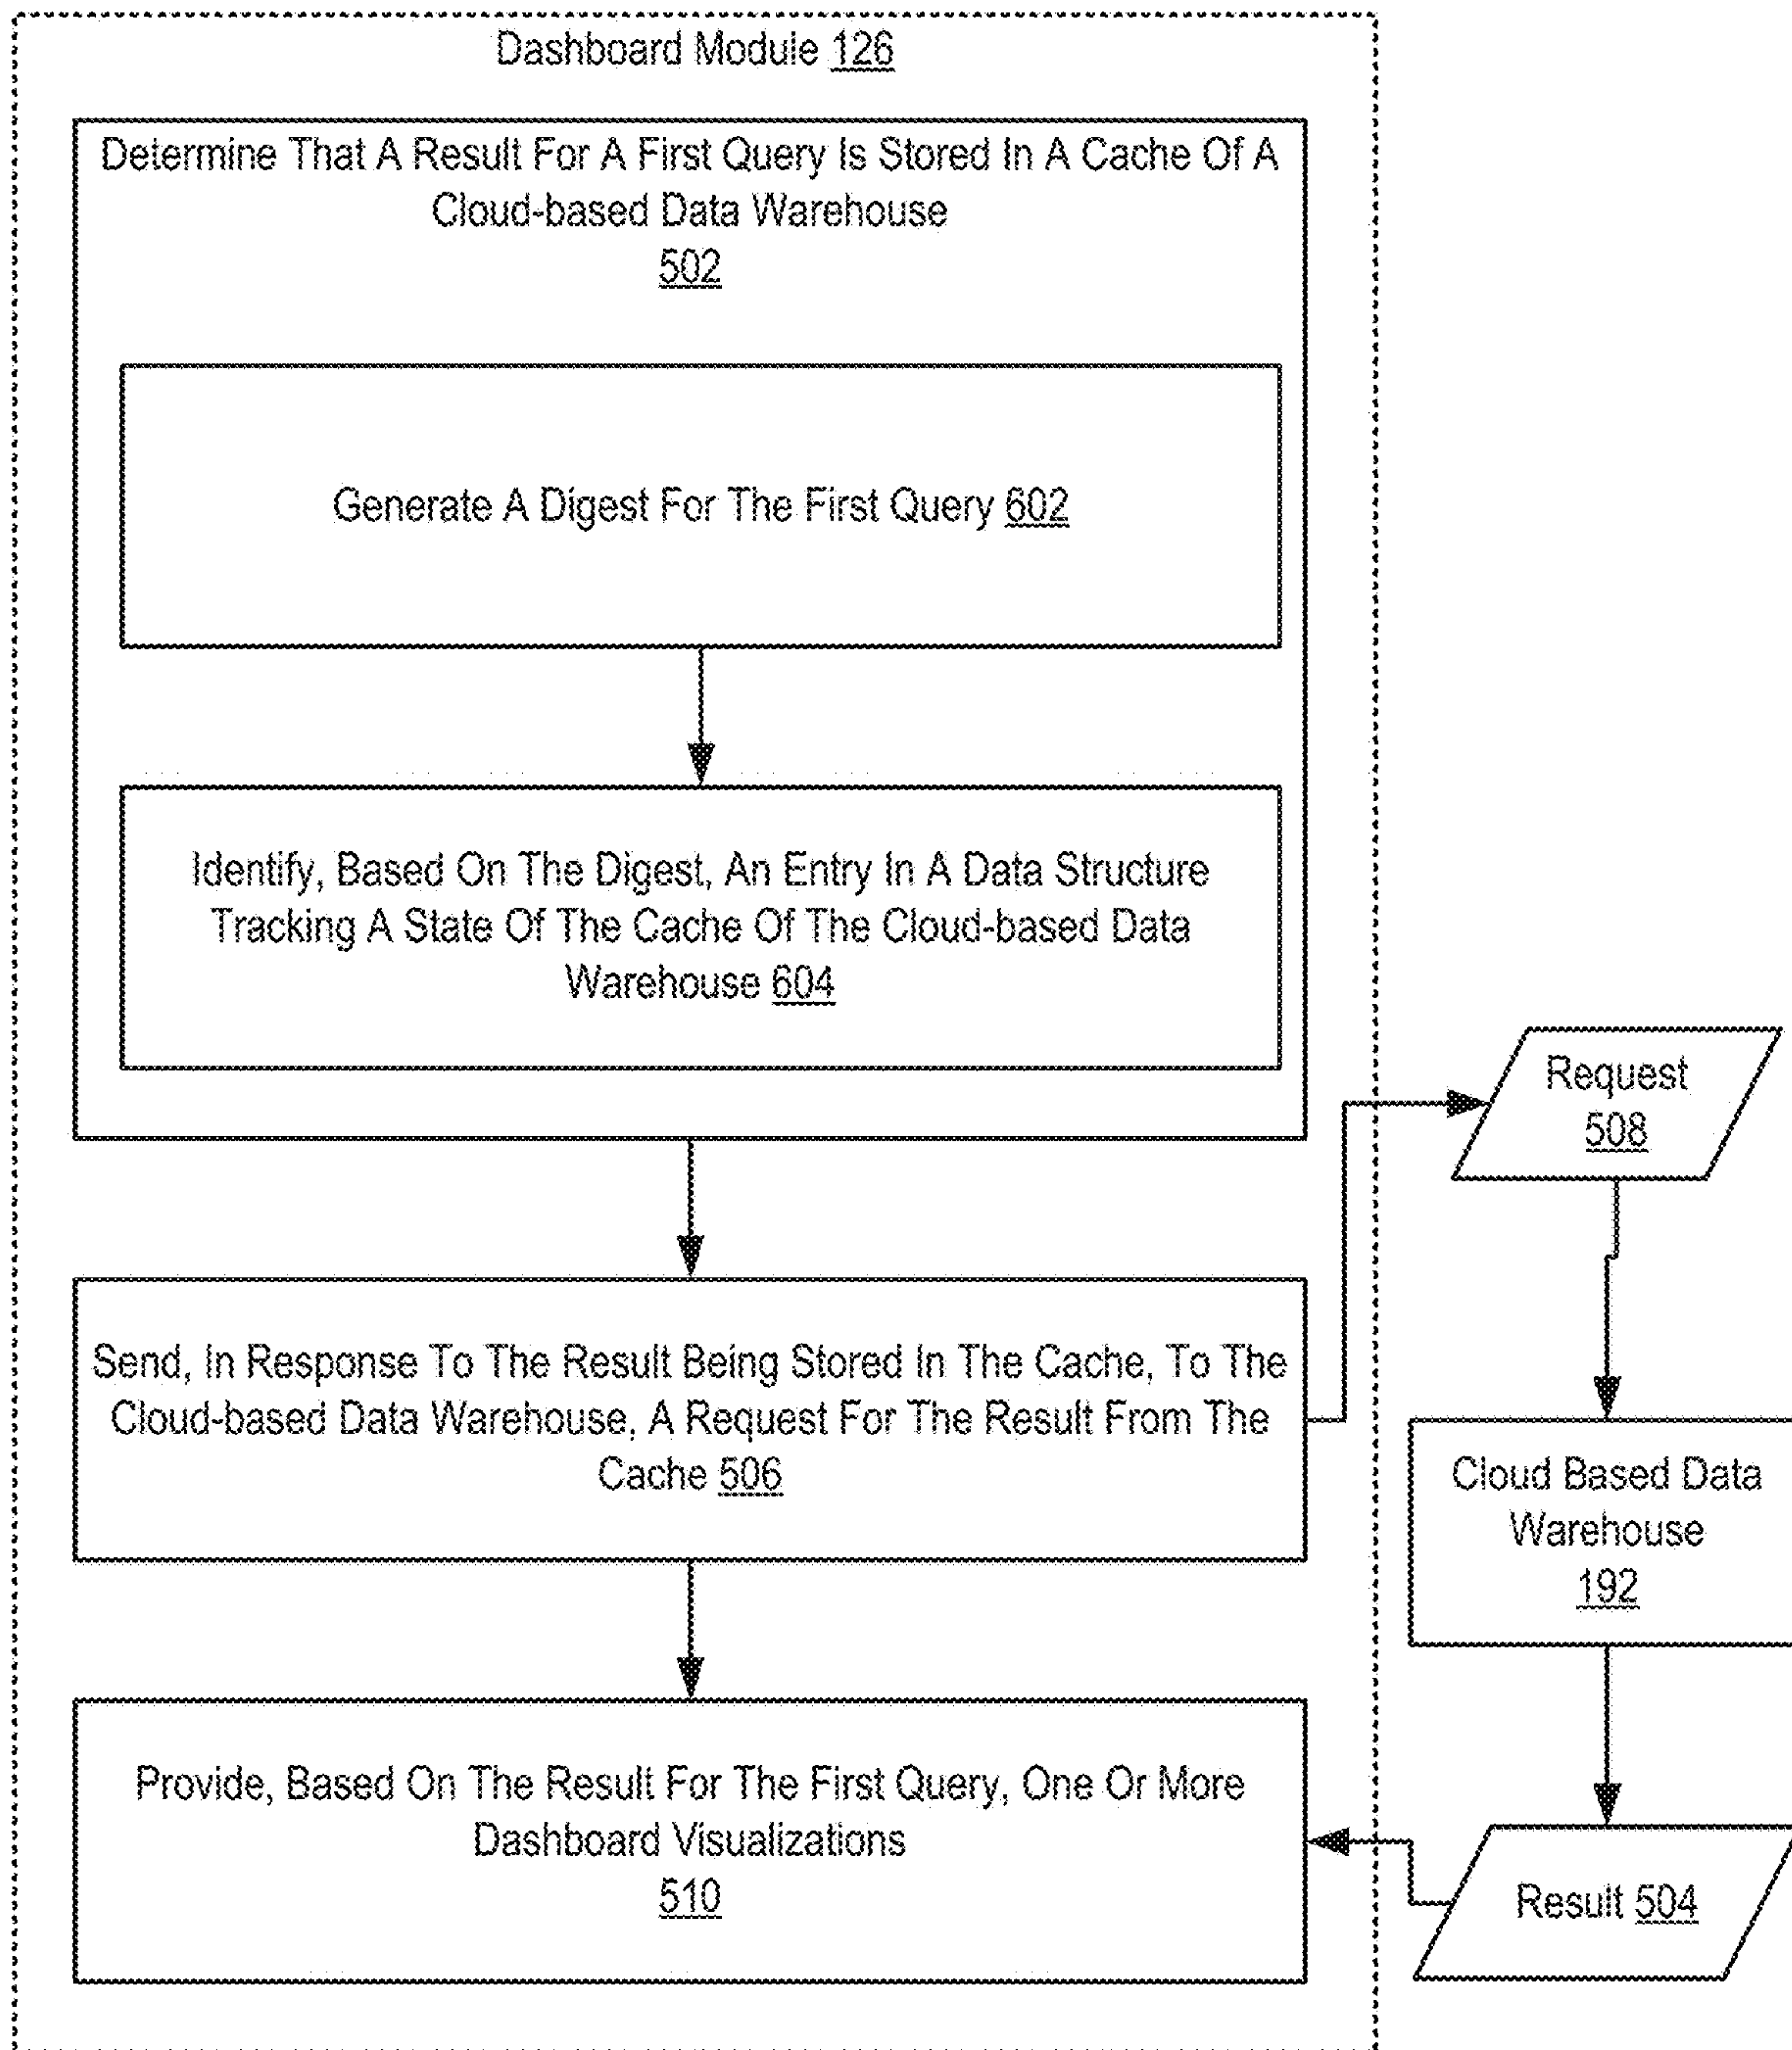 Dashboard Module 126
Determine That A Result For A First Query Is Stored In A Cache Of A
Cloud-based Data Warehouse
502
Generate A Digest For The First Query 602
Identify, Based On The Digest, An Entry In A Data Structure
Tracking A State Of The Cache Of The Cloud-based Data
Warehouse 604
Request
508
Send, In Response To The Result Being Stored In The Cache, To The
Cloud-based Data Warehouse, A Request For The Result From The
Cache 506
Cloud Based Data
Warehouse
192
Provide, Based On The Result For The First Query, One Or More
Dashboard Visualizations
510
Result 504